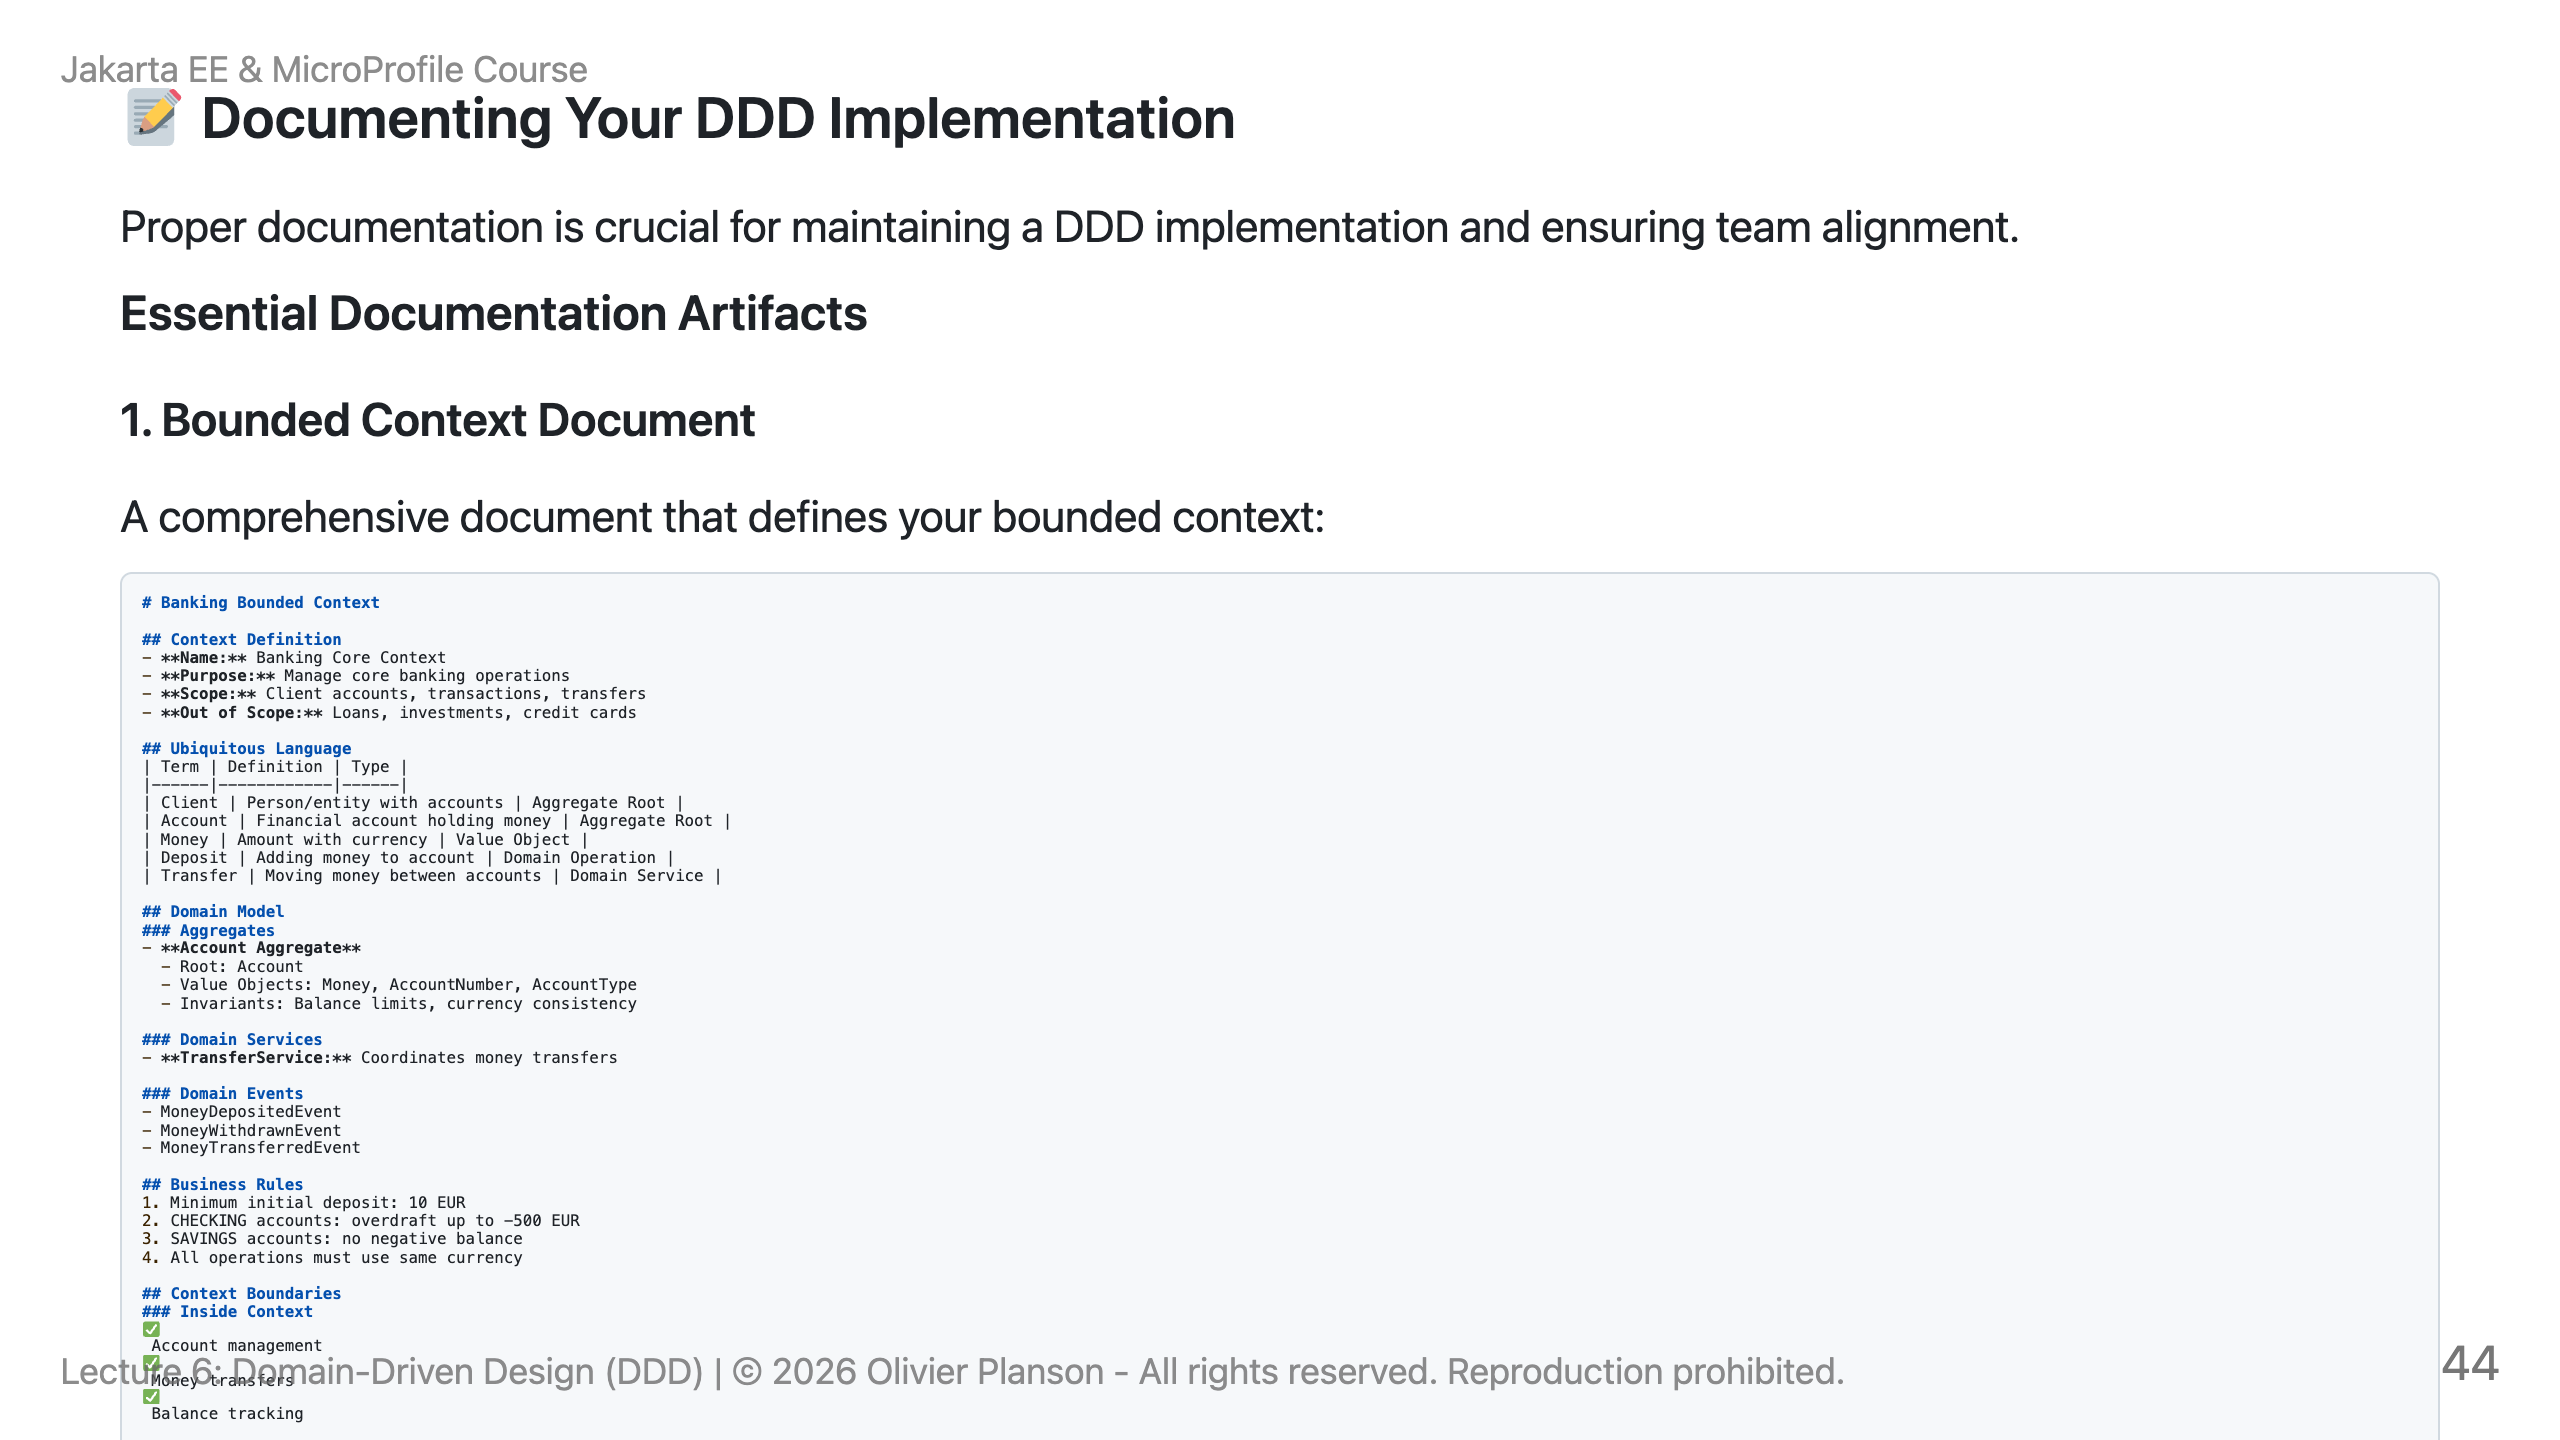 Jakarta EE & MicroProfile Course
📝 Documenting Your DDD Implementation
Proper documentation is crucial for maintaining a DDD implementation and ensuring team alignment.
Essential Documentation Artifacts
1. Bounded Context Document
A comprehensive document that defines your bounded context:
# Banking Bounded Context
## Context Definition
- **Name:** Banking Core Context
- **Purpose:** Manage core banking operations
- **Scope:** Client accounts, transactions, transfers
- **Out of Scope:** Loans, investments, credit cards
## Ubiquitous Language
| Term | Definition | Type |
|------|------------|------|
| Client | Person/entity with accounts | Aggregate Root |
| Account | Financial account holding money | Aggregate Root |
| Money | Amount with currency | Value Object |
| Deposit | Adding money to account | Domain Operation |
| Transfer | Moving money between accounts | Domain Service |
## Domain Model
### Aggregates
- **Account Aggregate**
  - Root: Account
  - Value Objects: Money, AccountNumber, AccountType
  - Invariants: Balance limits, currency consistency
### Domain Services
- **TransferService:** Coordinates money transfers
### Domain Events
- MoneyDepositedEvent
- MoneyWithdrawnEvent
- MoneyTransferredEvent
## Business Rules
1. Minimum initial deposit: 10 EUR
2. CHECKING accounts: overdraft up to -500 EUR
3. SAVINGS accounts: no negative balance
4. All operations must use same currency
## Context Boundaries
### Inside Context
✅
Account management
✅
Money transfers
✅
Balance tracking
Lecture 6: Domain-Driven Design (DDD) | © 2026 Olivier Planson - All rights reserved. Reproduction prohibited.
44